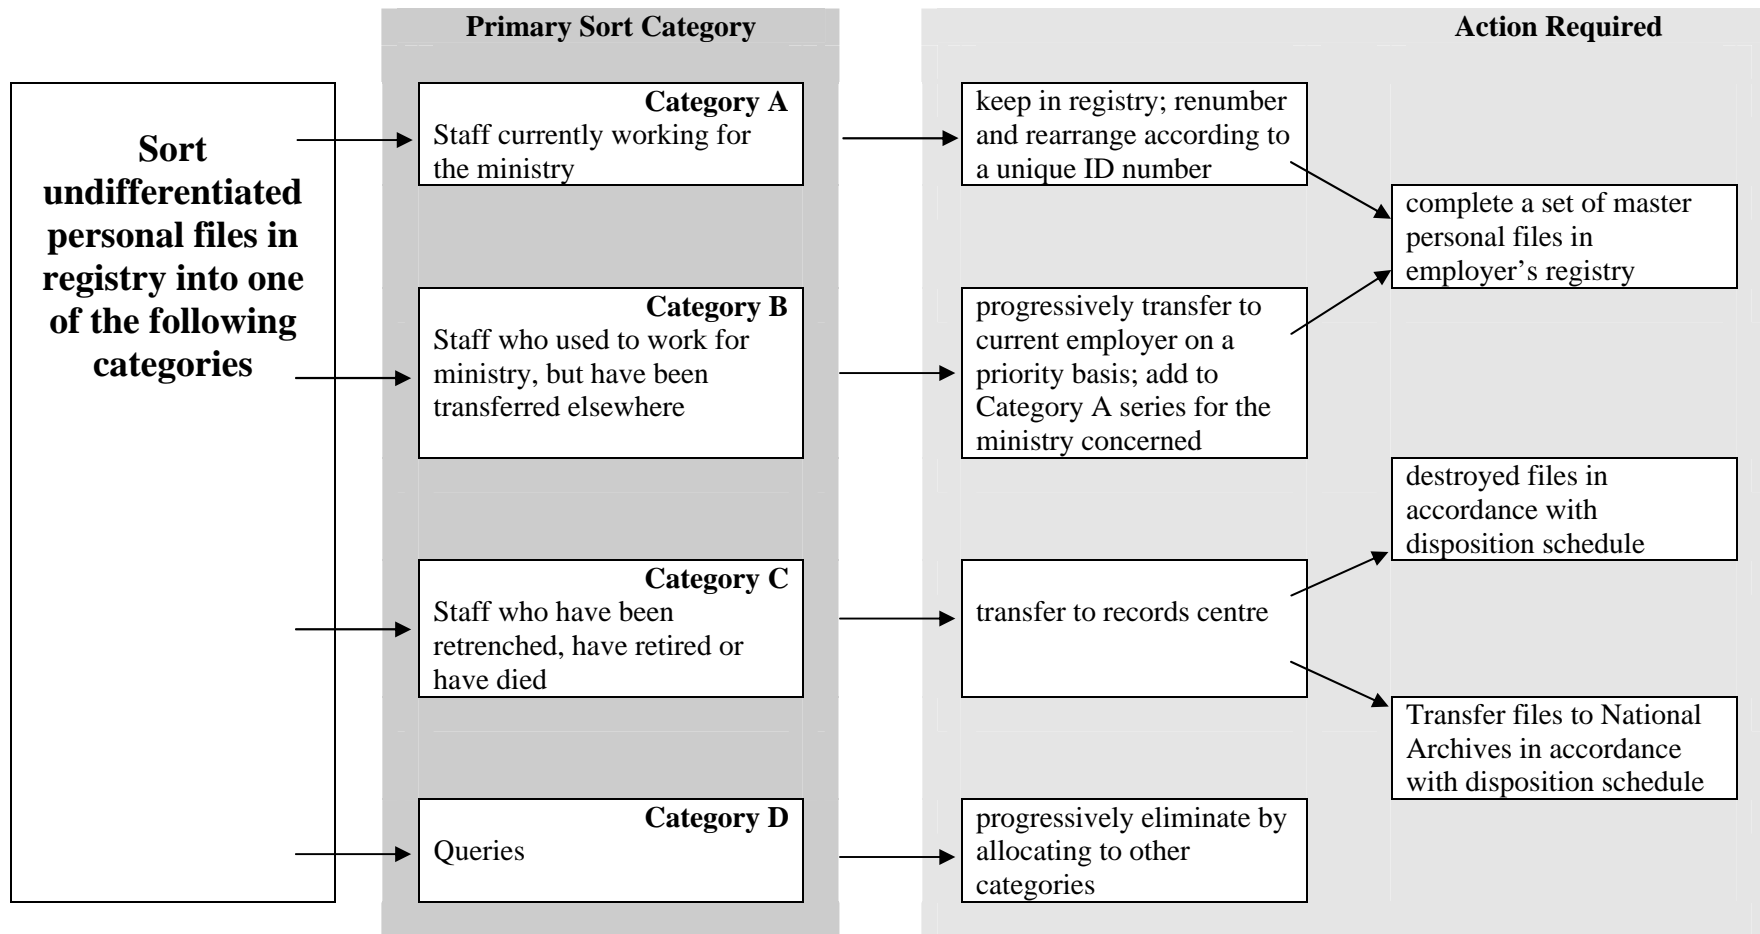 Primary Sort Category
Action Required
Sort
undifferentiated
personal files in
registry into one
of the following
categories
Category A
Staff currently working for
the ministry
keep in registry; renumber
and rearrange according to
a unique ID number
complete a set of master
personal files in
employer’s registry
Category B
Staff who used to work for
ministry, but have been
transferred elsewhere
progressively transfer to
current employer on a
priority basis; add to
Category A series for the
ministry concerned
destroyed files in
accordance with
disposition schedule
Category C
Staff who have been
retrenched, have retired or
have died
transfer to records centre
Transfer files to National
Archives in accordance
with disposition schedule
Category D
Queries
progressively eliminate by
allocating to other
categories